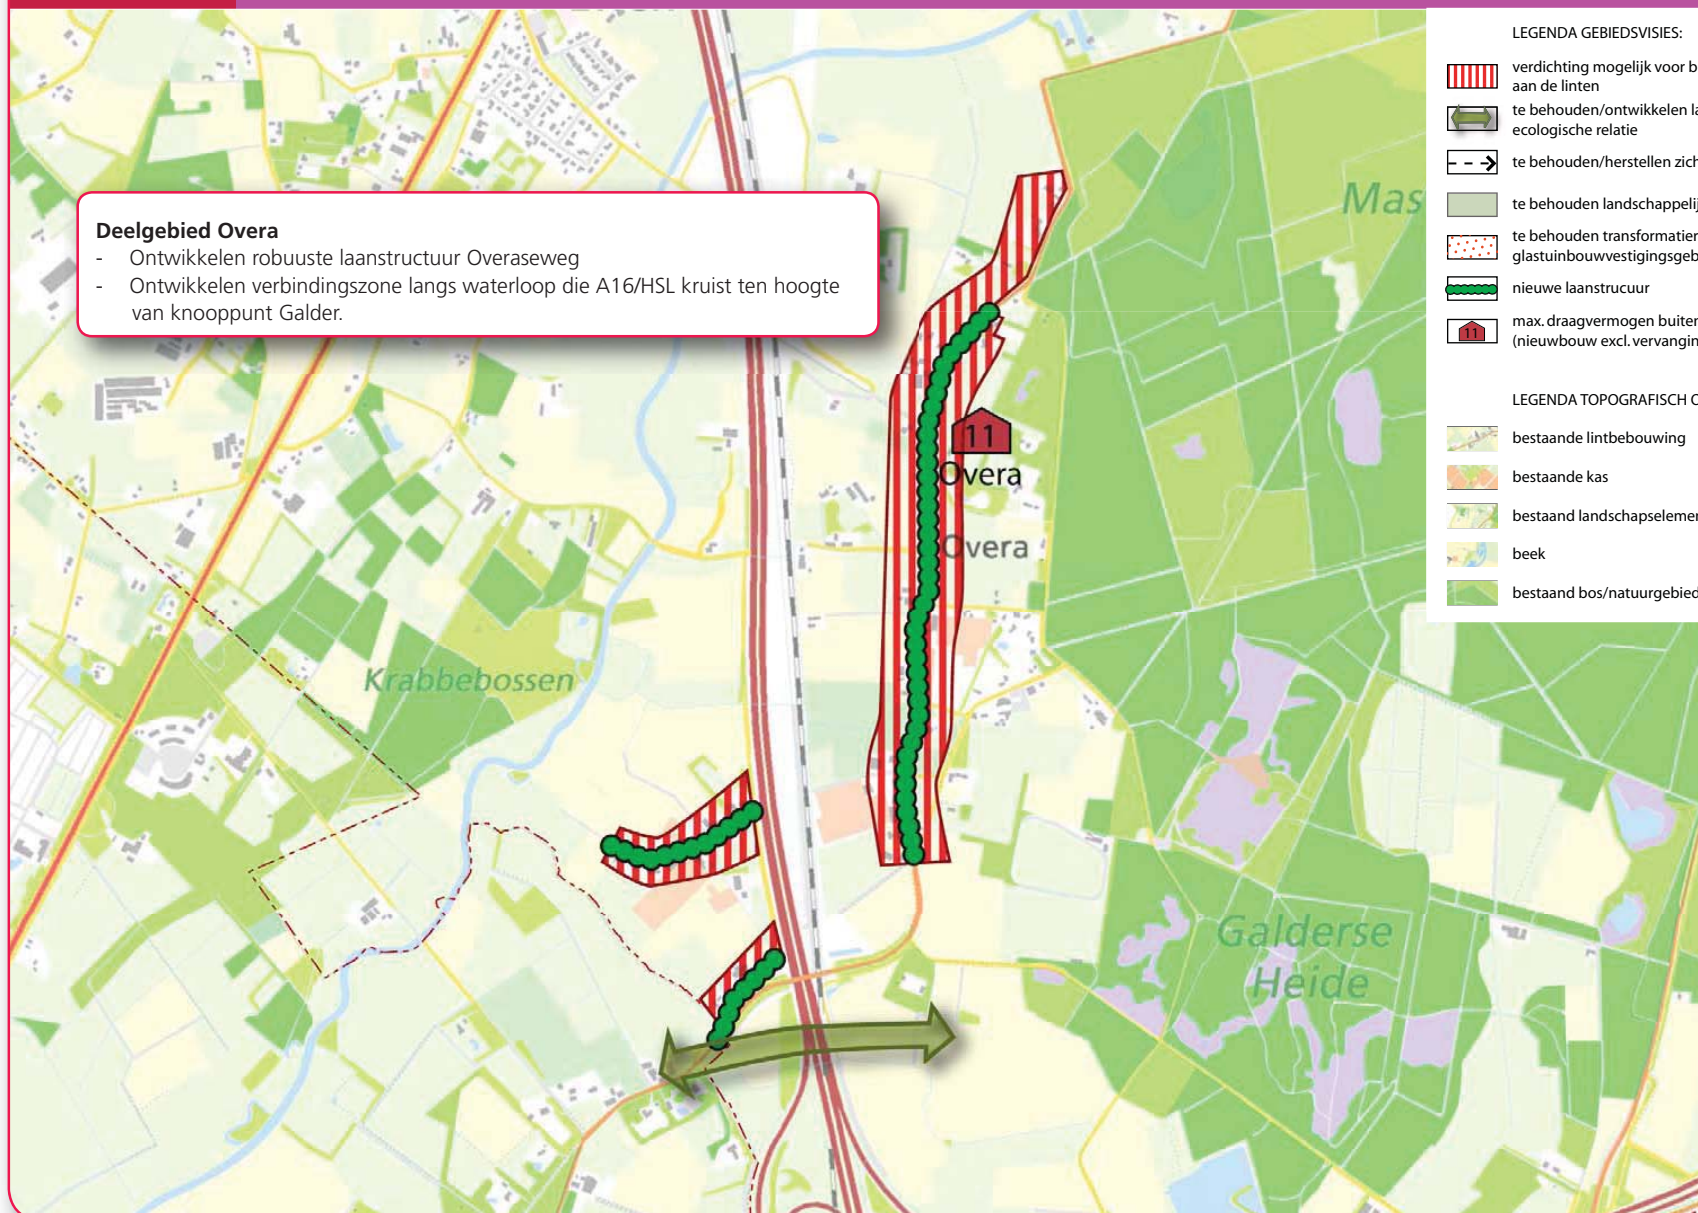 Deelgebied Overa
- Ontwikkelen robuuste laanstructuur Overaseweg
- Ontwikkelen verbindingszone langs waterloop die A16/HSL kruist ten hoogte
van knooppunt Galder.
Mas
11
Overa
Overa
Krabbebossen
Galderse
Heide
LEGENDA GEBIEDSVISIES:
verdichting mogelijk voor b
aan de linten
te behouden/ontwikkelen la
ecologische relatie
te behouden/herstellen zich
te behouden landschappelij
te behouden transformatier
glastuinbouwvestigingsgeb
nieuwe laanstrucuur
11
max. draagvermogen buiten
(nieuwbouw excl. vervangin
LEGENDA TOPOGRAFISCH O
bestaande lintbebouwing
bestaande kas
bestaand landschapselemen
beek
bestaand bos/natuurgebied